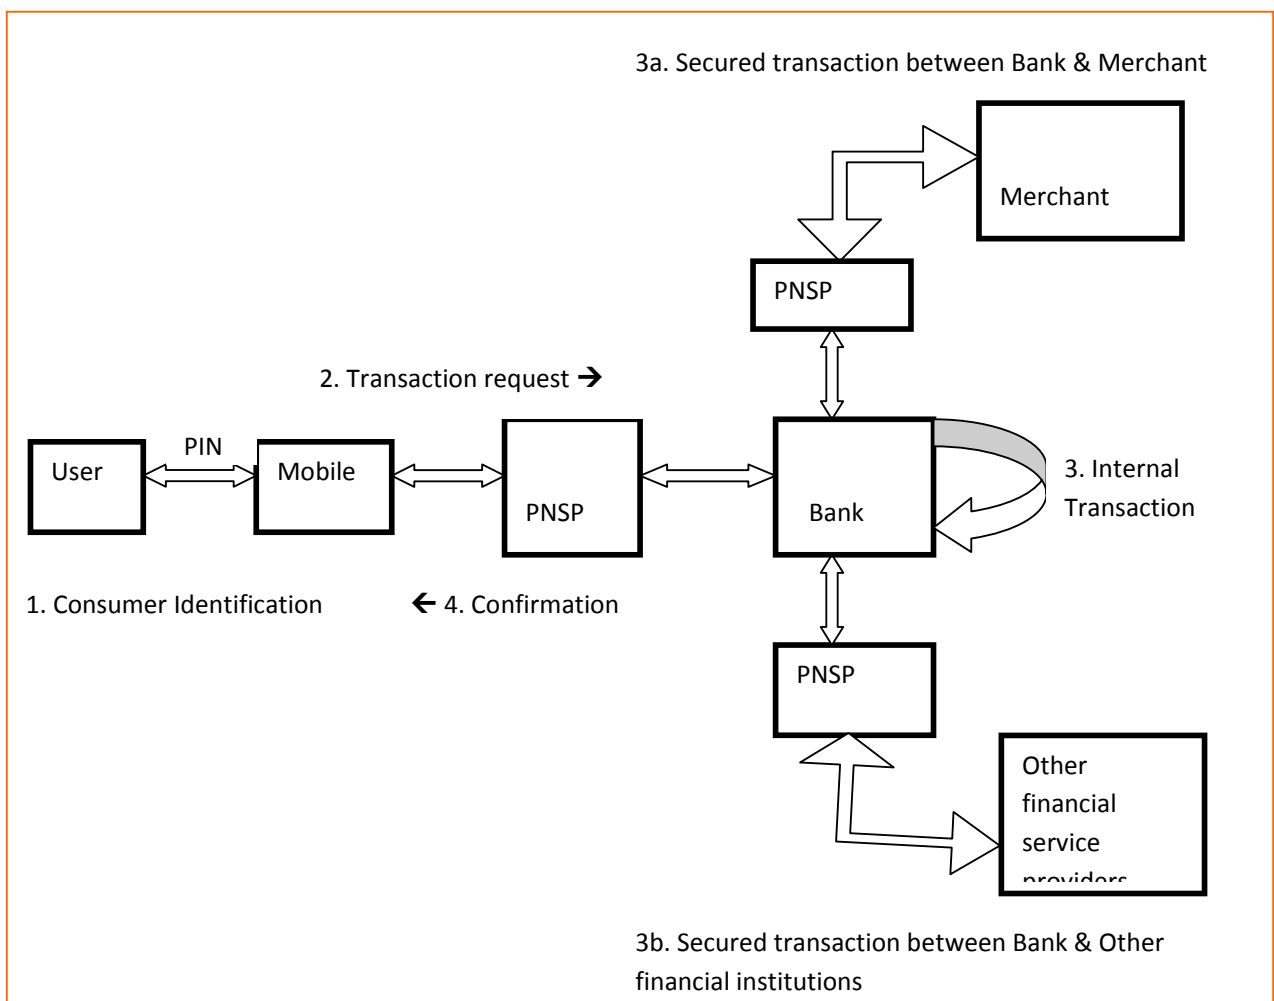 3a. Secured transaction between Bank & Merchant
Merchant
PNSP
2. Transaction request →
User
PIN
Mobile
PNSP
Bank
3. Internal
Transaction
1. Consumer Identification
← 4. Confirmation
PNSP
Other
financial
service
providers
3b. Secured transaction between Bank & Other
financial institutions